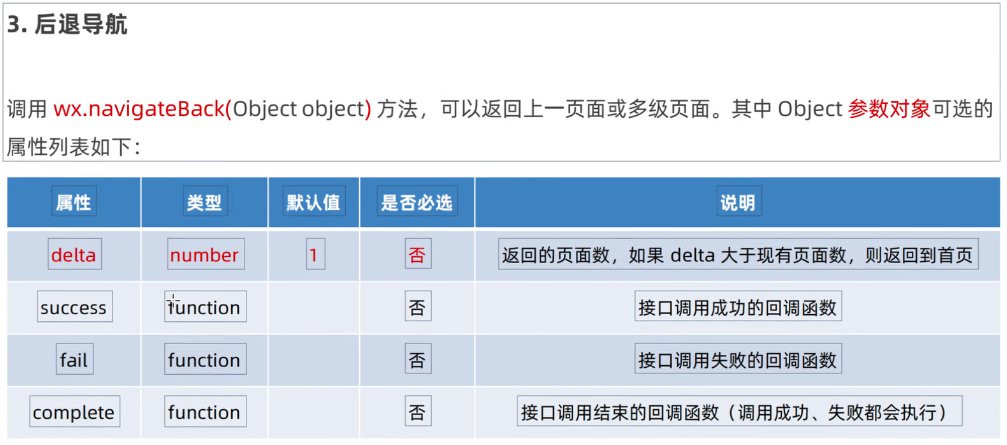 3. 后退导航
调用 wx.navigateBack(Object object) 方法，可以返回上一页面或多级页面。其中 Object 参数对象可选的
属性列表如下：
属性 类型 默认值 是否必选 说明
delta number 1 否 返回的页面数，如果 delta 大于现有页面数，则返回到首页
success function 否 接口调用成功的回调函数
fail function 否 接口调用失败的回调函数
complete function 否 接口调用结束的回调函数（调用成功、失败都会执行）